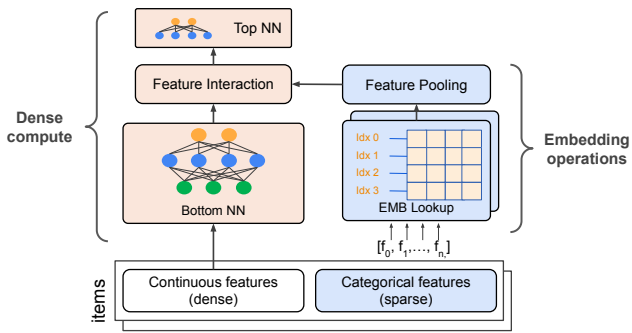 Top NN
Feature Interaction
Feature Pooling
Dense
compute
Idx 0
Idx 1
Idx 2
Idx 3
Embedding
operations
Bottom NN
EMB Lookup
[f0, f1,..., fn,]
items
Continuous features
(dense)
Categorical features
(sparse)